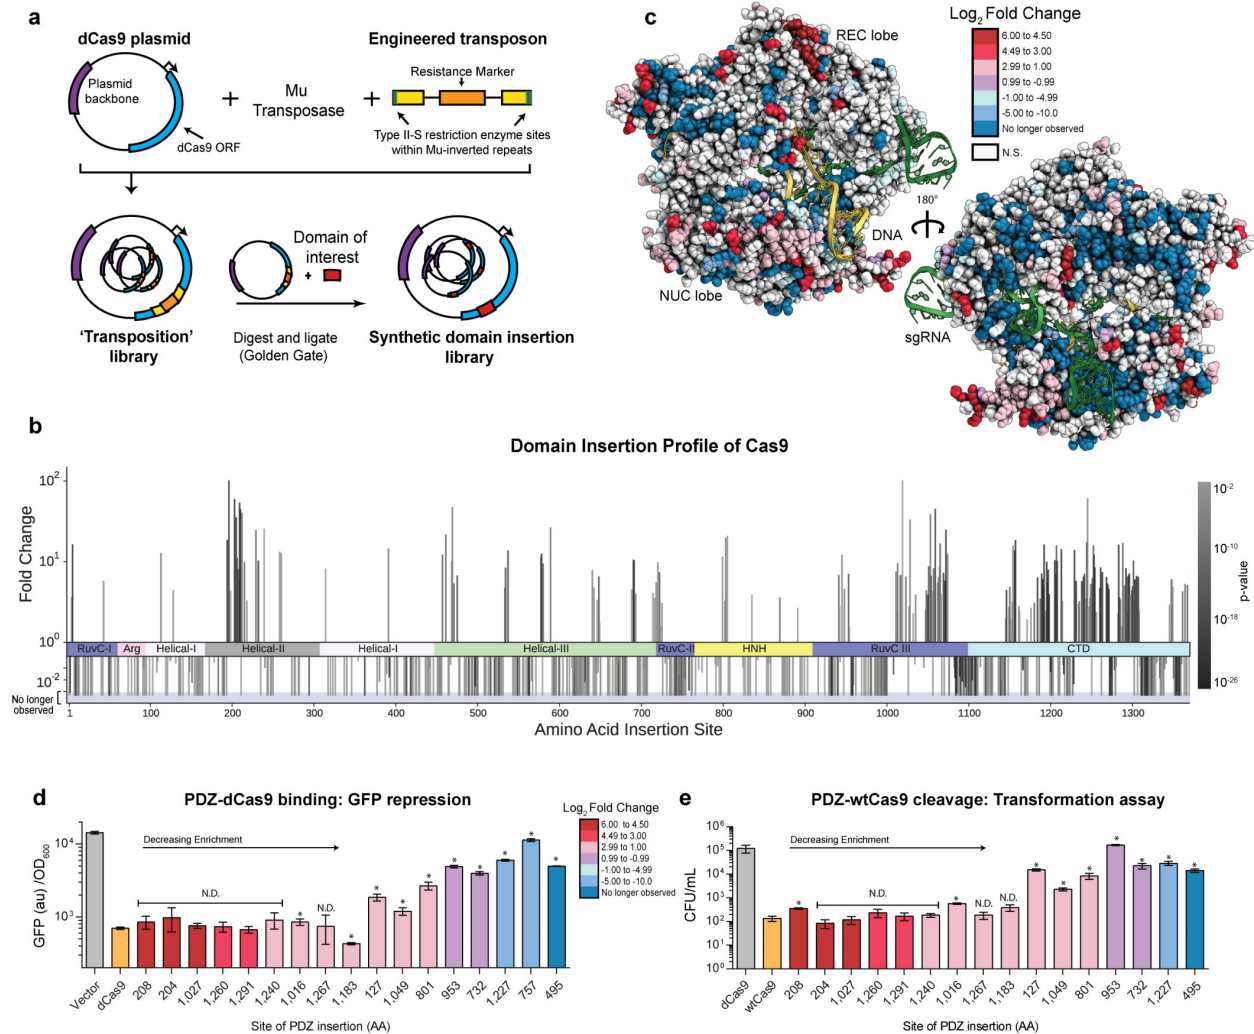 a
dCas9 plasmid
Plasmid
backbone
dCas9 ORF
+
Mu
Transposase
+
Engineered transposon
Resistance Marker
Type II-S restriction enzyme sites
within Mu-inverted repeats
'Transposition'
library
Domain of
interest
+
Digest and ligate
(Golden Gate)
Synthetic domain insertion
library
c
REC lobe
NUC lobe
DNA
180°
sgRNA
Log2 Fold Change
6.00 to 4.50
4.49 to 3.00
2.99 to 1.00
0.99 to -0.99
-1.00 to -4.99
-5.00 to -10.0
No longer observed
N.S.
b
Domain Insertion Profile of Cas9
Fold Change
10^2
10^1
10^0
10^-2
No longer
observed
RuvC-I Arg Helical-I Helical-II Helical-I Helical-III RuvC-II HNH RuvC III CTD
1 100 200 300 400 500 600 700 800 900 1000 1100 1200 1300
Amino Acid Insertion Site
10^-2
10^-10
10^-18
10^-26
p-value
d
PDZ-dCas9 binding: GFP repression
GFP (au) /OD600
10^4
10^3
Decreasing Enrichment
N.D.
* N.D. * * * * * * * * *
Vector dCas9 208 204 1,027 1,260 1,291 1,240 1,016 1,267 1,183 127 1,049 801 953 732 1,227 757 495
Site of PDZ insertion (AA)
Log2 Fold Change
6.00 to 4.50
4.49 to 3.00
2.99 to 1.00
0.99 to -0.99
-1.00 to -4.99
-5.00 to -10.0
No longer observed
e
PDZ-wtCas9 cleavage: Transformation assay
CFU/mL
10^6
10^5
10^4
10^3
10^2
10^1
10^0
Decreasing Enrichment
N.D.
* * N.D. N.D. * * * * * * *
dCas9 wtCas9 208 204 1,027 1,260 1,291 1,240 1,016 1,267 1,183 127 1,049 801 953 732 1,227 495
Site of PDZ insertion (AA)